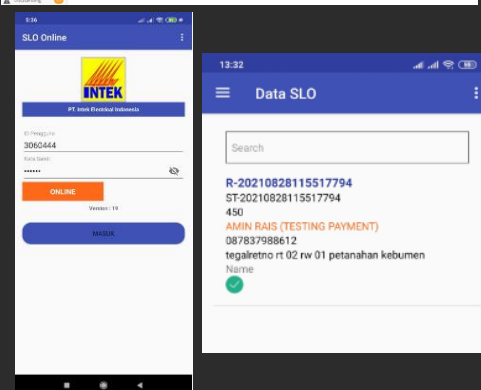 5:36
SLO Online
INTEK
PT. Intek Electrikal Indonesia
ID Pengguna
3060444
Kata Sandi
••••••
ONLINE
Version : 19
MASUK
13:32
Data SLO
Search
R-20210828115517794
ST-20210828115517794
450
AMIN RAIS (TESTING PAYMENT)
087837988612
tegalretno rt 02 rw 01 petanahan kebumen
Name